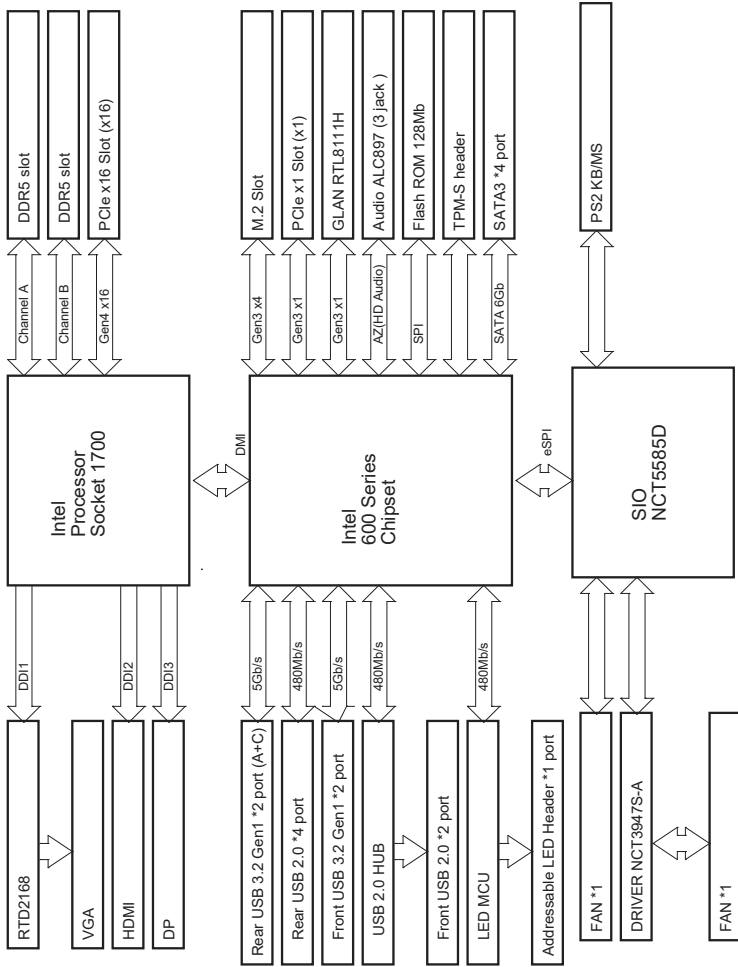 DDR5 slot
DDR5 slot
PCIe x16 Slot (x16)
M.2 Slot
PCIe x1 Slot (x1)
GLAN RTL8111H
Audio ALC897 (3 jack )
Flash ROM 128Mb
TPM-S header
SATA3 *4 port
PS2 KB/MS
Channel A
Channel B
Gen4 x16
Gen3 x4
Gen3 x1
Gen3 x1
AZ(HD Audio)
SPI
SATA 6Gb
Intel
Processor
Socket 1700
DMI
Intel
600 Series
Chipset
eSPI
SIO
NCT5585D
DDI1
DDI2
DDI3
5Gb/s
480Mb/s
5Gb/s
480Mb/s
480Mb/s
RTD2168
VGA
HDMI
DP
Rear USB 3.2 Gen1 *2 port (A+C)
Rear USB 2.0 *4 port
Front USB 3.2 Gen1 *2 port
USB 2.0 HUB
Front USB 2.0 *2 port
LED MCU
Addressable LED Header *1 port
FAN *1
DRIVER NCT3947S-A
FAN *1